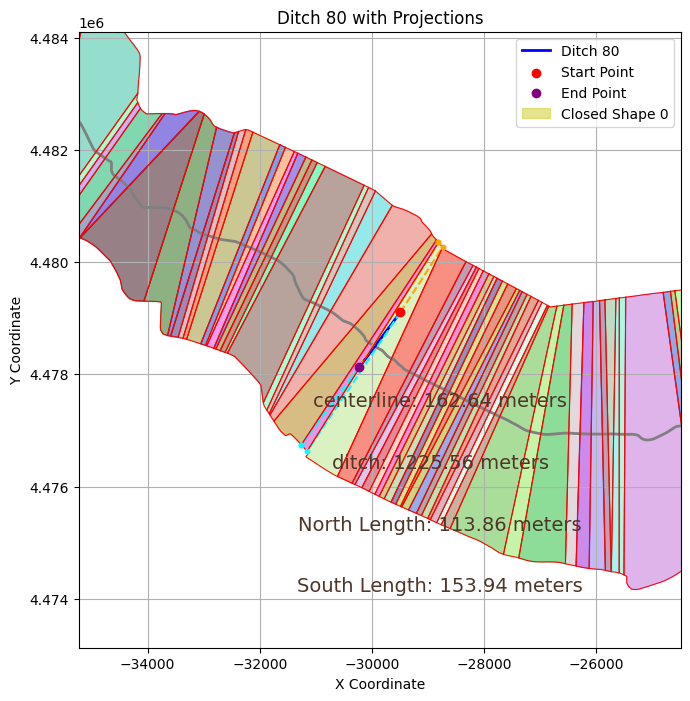 Ditch 80 with Projections
1e6
Ditch 80
Start Point
End Point
Closed Shape 0
4.484
4.482
4.480
4.478
4.476
4.474
Y Coordinate
centerline: 162.64 meters
ditch: 1225.56 meters
North Length: 113.86 meters
South Length: 153.94 meters
−34000 −32000 −30000 −28000 −26000
X Coordinate